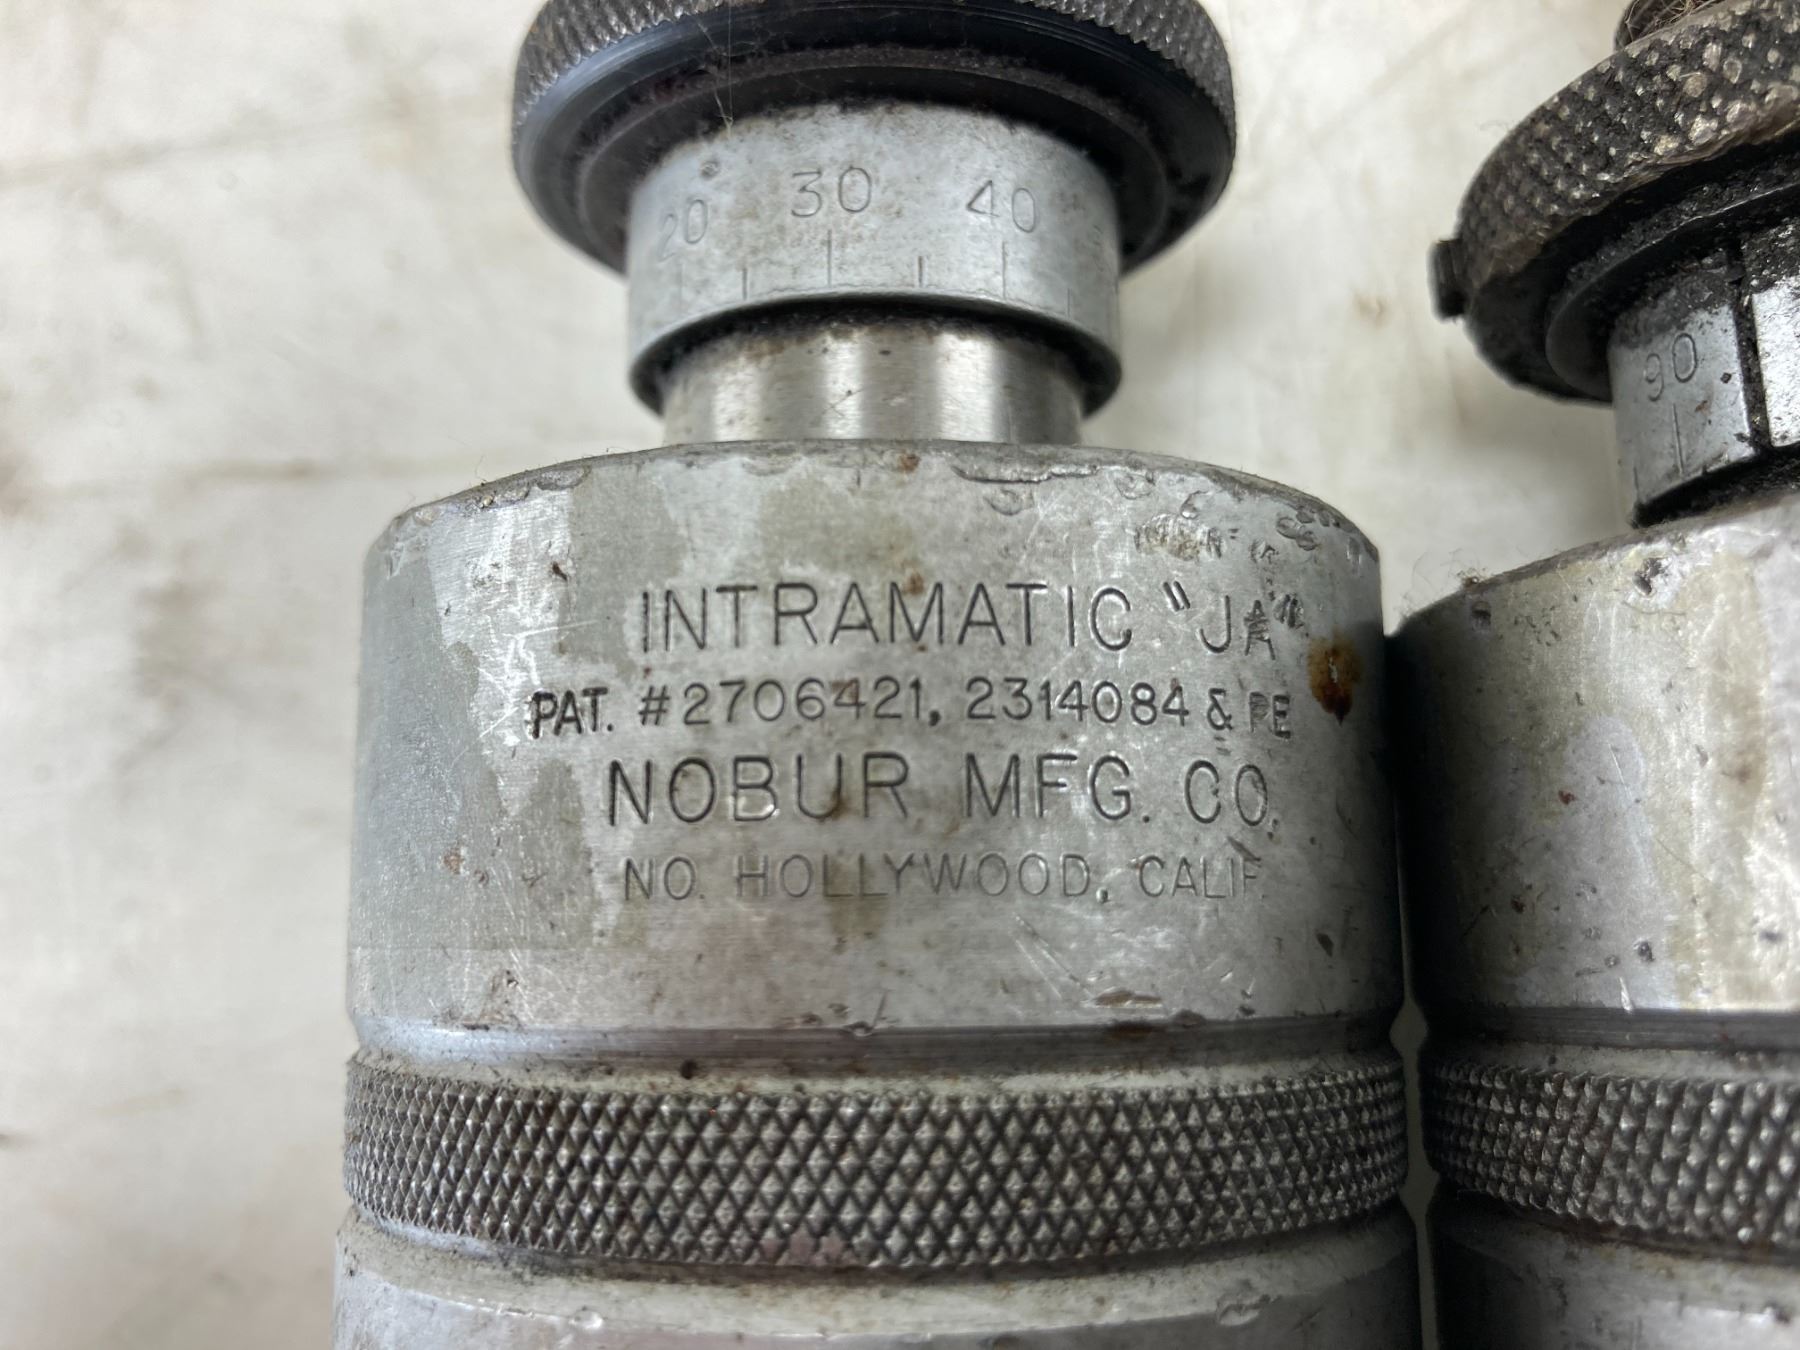 20 30 40
90
INTRAMATIC "JA"
PAT. #2706421, 2314084 & PE
NOBUR MFG. CO.
NO. HOLLYWOOD, CALIF.